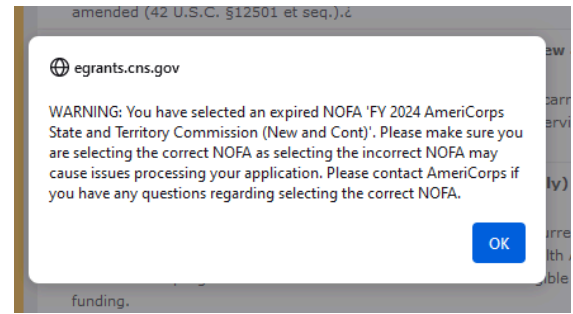 amended (42 U.S.C. §12501 et seq.).¿
egrants.cns.gov
WARNING: You have selected an expired NOFA 'FY 2024 AmeriCorps
State and Territory Commission (New and Cont)'. Please make sure you
are selecting the correct NOFA as selecting the incorrect NOFA may
cause issues processing your application. Please contact AmeriCorps if
you have any questions regarding selecting the correct NOFA.
OK
funding.